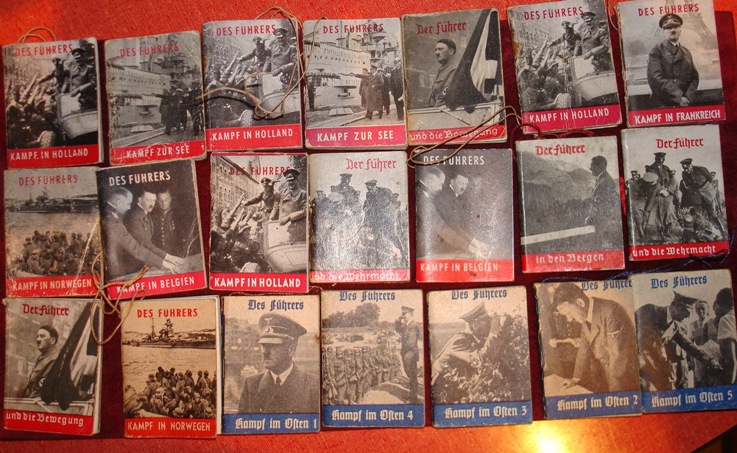 DES FÜHRERS
KAMPF IN HOLLAND
DES FÜHRERS
KAMPF ZUR SEE
DES FÜHRERS
KAMPF IN HOLLAND
DES FÜHRERS
KAMPF ZUR SEE
Der Führer
und die Bewegung
DES FÜHRERS
KAMPF IN HOLLAND
DES FÜHRERS
KAMPF IN FRANKREICH
DES FÜHRERS
KAMPF IN NORWEGEN
DES FÜHRERS
KAMPF IN BELGIEN
DES FÜHRERS
KAMPF IN HOLLAND
Der Führer
und die Wehrmacht
DES FÜHRERS
KAMPF IN BELGIEN
Der Führer
in den Bergen
Der Führer
und die Wehrmacht
Der Führer
und die Bewegung
DES FÜHRERS
KAMPF IN NORWEGEN
Des Führers
Kampf im Osten 1
Des Führers
Kampf im Osten 4
Des Führers
Kampf im Osten 3
Des Führers
Kampf im Osten 2
Des Führers
Kampf im Osten 5